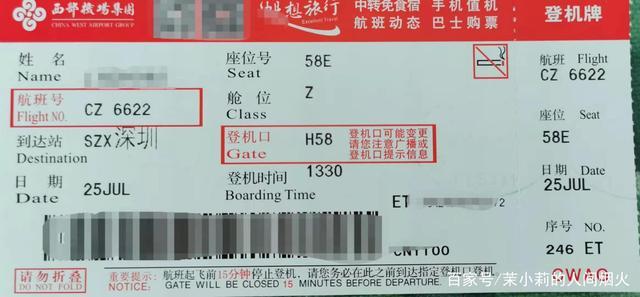 西部机场集团
CHINA WEST AIRPORT GROUP
想旅行
Excellent Travel
中转免食宿 手机值机
航班动态 巴士购票
登机牌
姓名
Name
座位号 58E
Seat
航班 Flight
CZ 6622
航班号 CZ 6622
Flight NO.
舱位 Z
Class
座位 Seat
58E
到达站 SZX深圳
Destination
登机口 H58
Gate
登机口可能变更
请您注意广播或
登机口提示信息
日期 25JUL
Date
登机时间 1330
Boarding Time
日期 Date
25JUL
ET 2
序号 NO.
246 ET
CN1100
GWAG
请勿折叠
DO NOT FOLD
重要提示: 航班起飞前15分钟停止登机，请您务必在此之前到达指定登机口登机
IMPORTANT NOTICE: GATE WILL BE CLOSED 15 MINUTES BEFORE DEPARTURE.
百家号/茉小莉的人间烟火